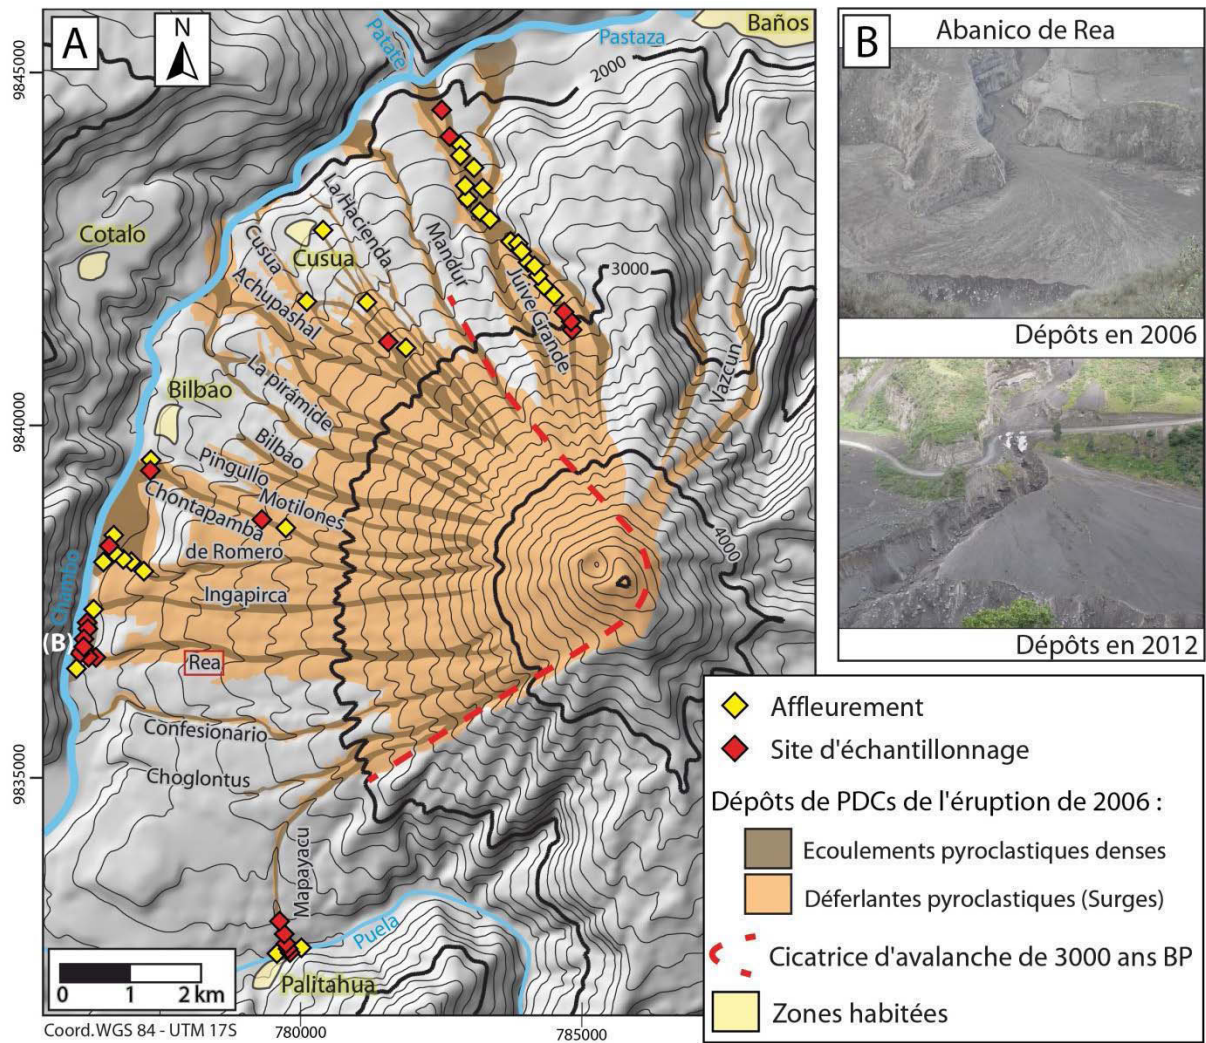 A
N
Baños
Patate
Pastaza
2000
9845000
Cotalo
La Hacienda
Cusua
Cusua
Mandur
3000
Achupashal
Juive Grande
Vazcún
La pirámide
Bilbao
9840000
Bilbao
Pingullo
Motilones
Chontapamba
de Romero
4000
Chambo
Ingapirca
(B)
Rea
Confesionario
9835000
Choglontus
Mapayacu
Puela
Palitahua
0 1 2 km
Coord.WGS 84 - UTM 17S
780000
785000
B
Abanico de Rea
Dépôts en 2006
Dépôts en 2012
Affleurement
Site d'échantillonnage
Dépôts de PDCs de l'éruption de 2006 :
Ecoulements pyroclastiques denses
Déferlantes pyroclastiques (Surges)
Cicatrice d'avalanche de 3000 ans BP
Zones habitées